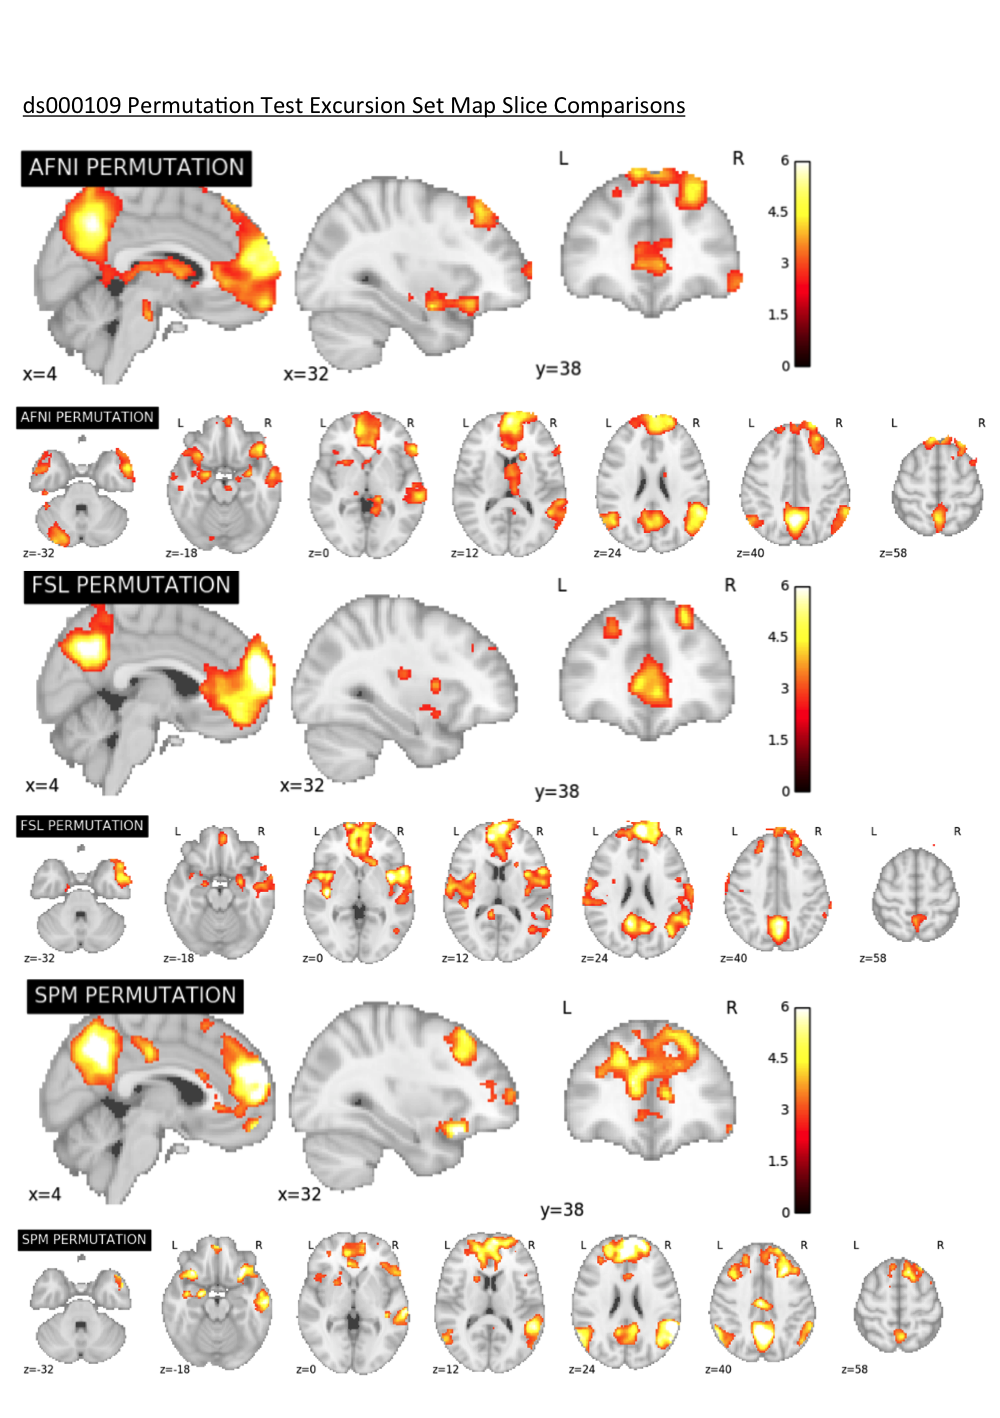 ds000109 Permutation Test Excursion Set Map Slice Comparisons
AFNI PERMUTATION
L R
6
4.5
3
1.5
0
x=4 x=32 y=38
AFNI PERMUTATION
L R L R L R L R L R L R
z=-32 z=-18 z=0 z=12 z=24 z=40 z=58
FSL PERMUTATION
L R
6
4.5
3
1.5
0
x=4 x=32 y=38
FSL PERMUTATION
L R L R L R L R L R L R
z=-32 z=-18 z=0 z=12 z=24 z=40 z=58
SPM PERMUTATION
L R
6
4.5
3
1.5
0
x=4 x=32 y=38
SPM PERMUTATION
L R L R L R L R L R L R
z=-32 z=-18 z=0 z=12 z=24 z=40 z=58